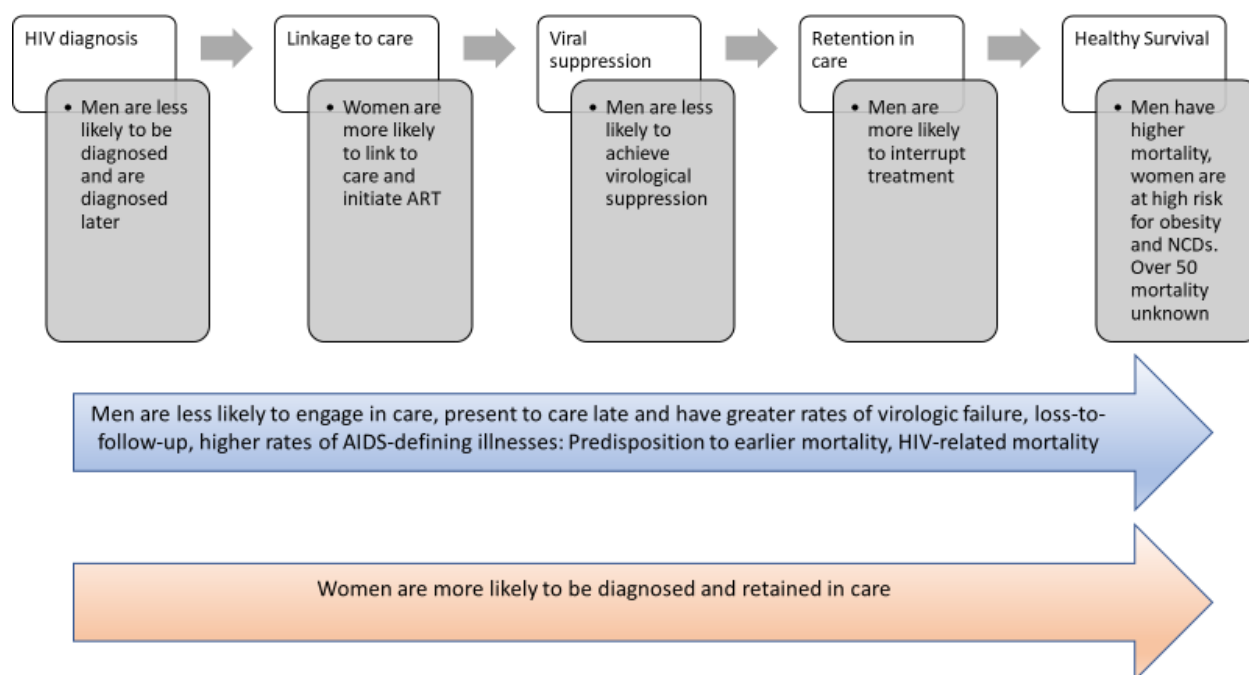 HIV diagnosis
• Men are less
likely to be
diagnosed
and are
diagnosed
later
Linkage to care
• Women are
more likely
to link to
care and
initiate ART
Viral
suppression
• Men are less
likely to
achieve
virological
suppression
Retention in
care
• Men are
more likely
to interrupt
treatment
Healthy Survival
• Men have
higher
mortality,
women are
at high risk
for obesity
and NCDs.
Over 50
mortality
unknown
Men are less likely to engage in care, present to care late and have greater rates of virologic failure, loss-to-
follow-up, higher rates of AIDS-defining illnesses: Predisposition to earlier mortality, HIV-related mortality
Women are more likely to be diagnosed and retained in care